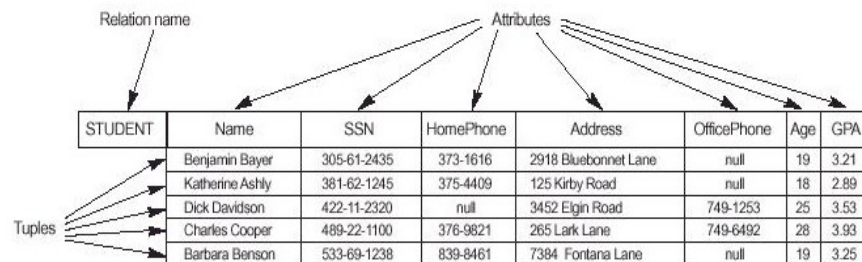 Relation name Attributes
STUDENT Name SSN HomePhone Address OfficePhone Age GPA
Benjamin Bayer 305-61-2435 373-1616 2918 Bluebonnet Lane null 19 3.21
Katherine Ashly 381-62-1245 375-4409 125 Kirby Road null 18 2.89
Dick Davidson 422-11-2320 null 3452 Elgin Road 749-1253 25 3.53
Tuples Charles Cooper 489-22-1100 376-9821 265 Lark Lane 749-6492 28 3.93
Barbara Benson 533-69-1238 839-8461 7384 Fontana Lane null 19 3.25